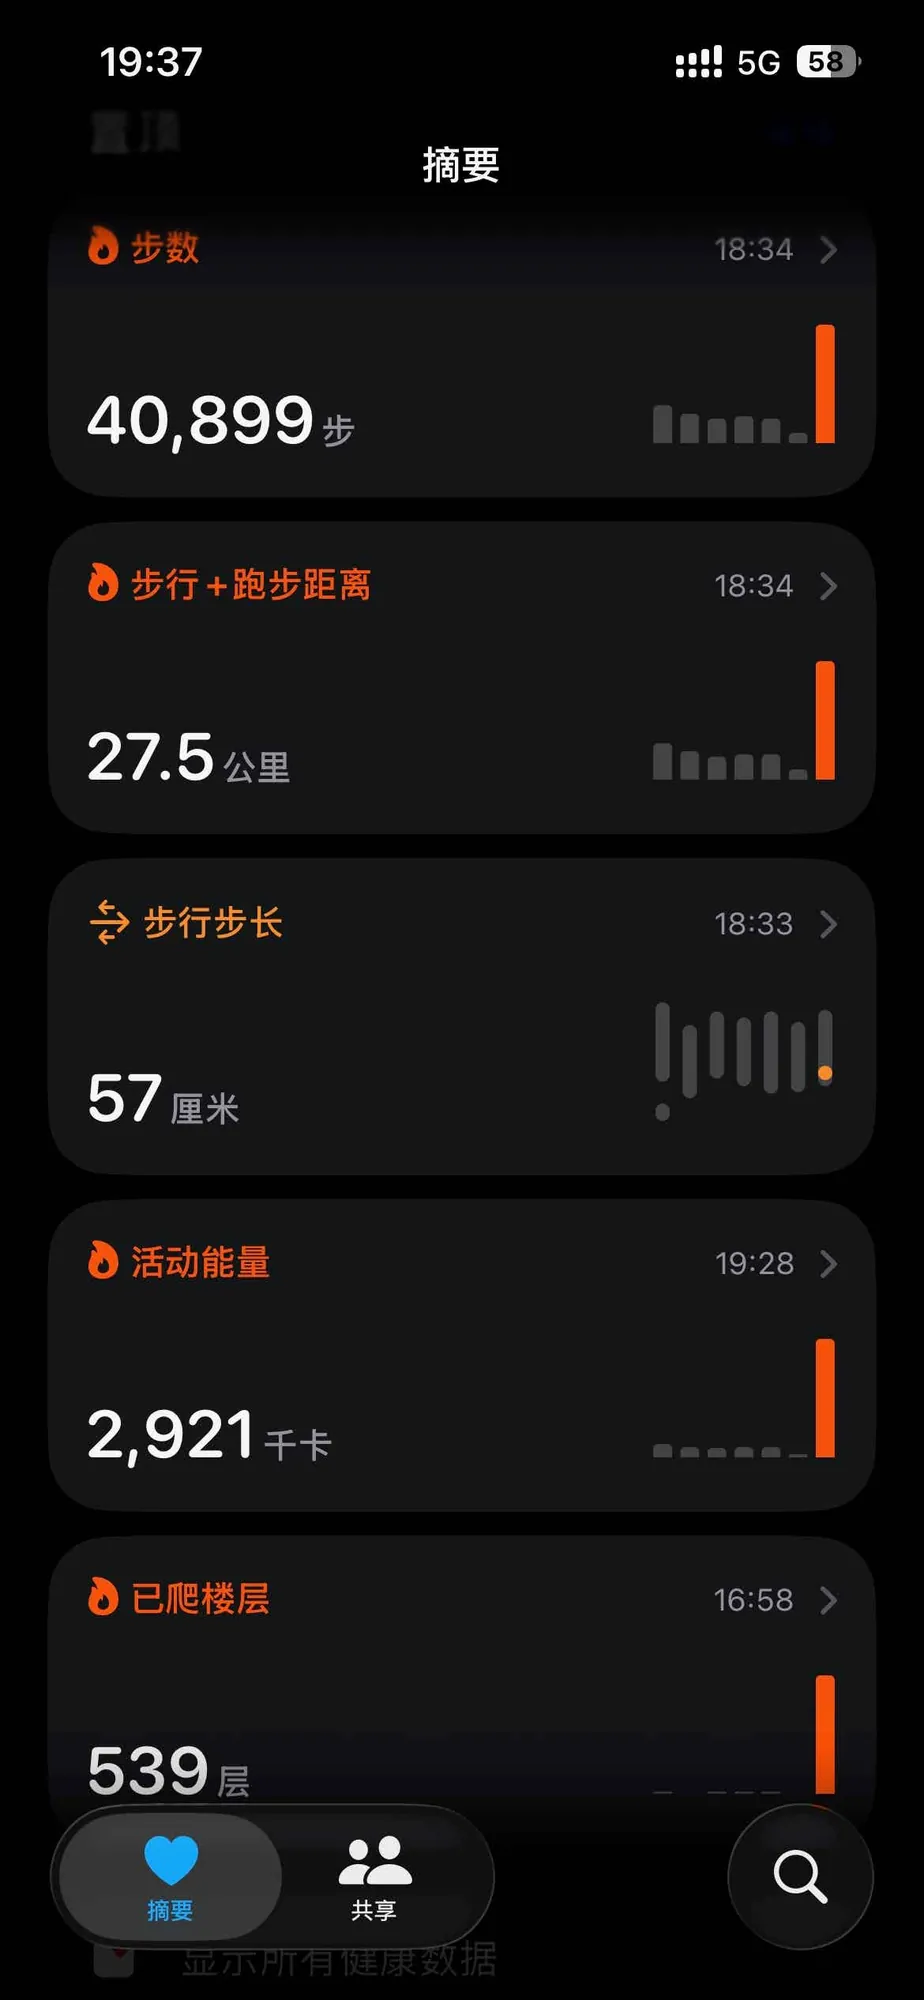 19:37 5G 58
置顶
摘要
步数 18:34
40,899 步
步行+跑步距离 18:34
27.5 公里
步行步长 18:33
57 厘米
活动能量 19:28
2,921 千卡
已爬楼层 16:58
539 层
摘要 共享
显示所有健康数据